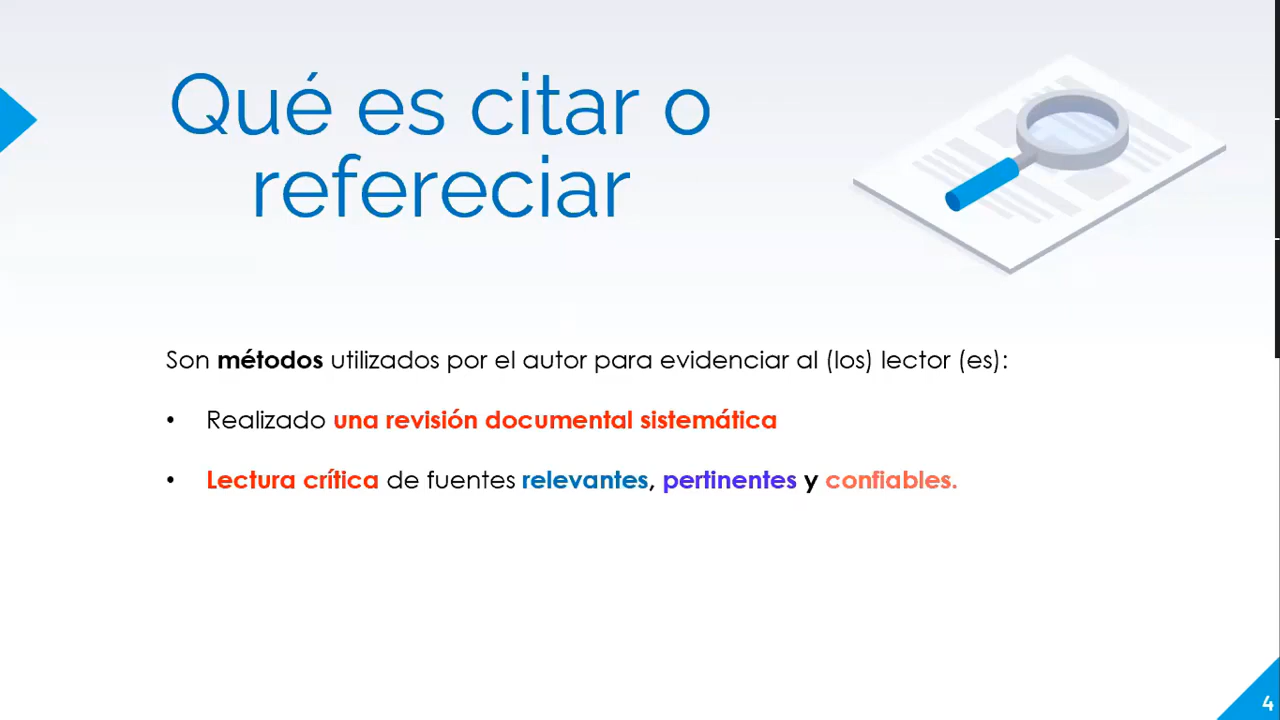 Qué es citar o
refereciar
Son métodos utilizados por el autor para evidenciar al (los) lector (es):
• Realizado una revisión documental sistemática
• Lectura crítica de fuentes relevantes, pertinentes y confiables.
4